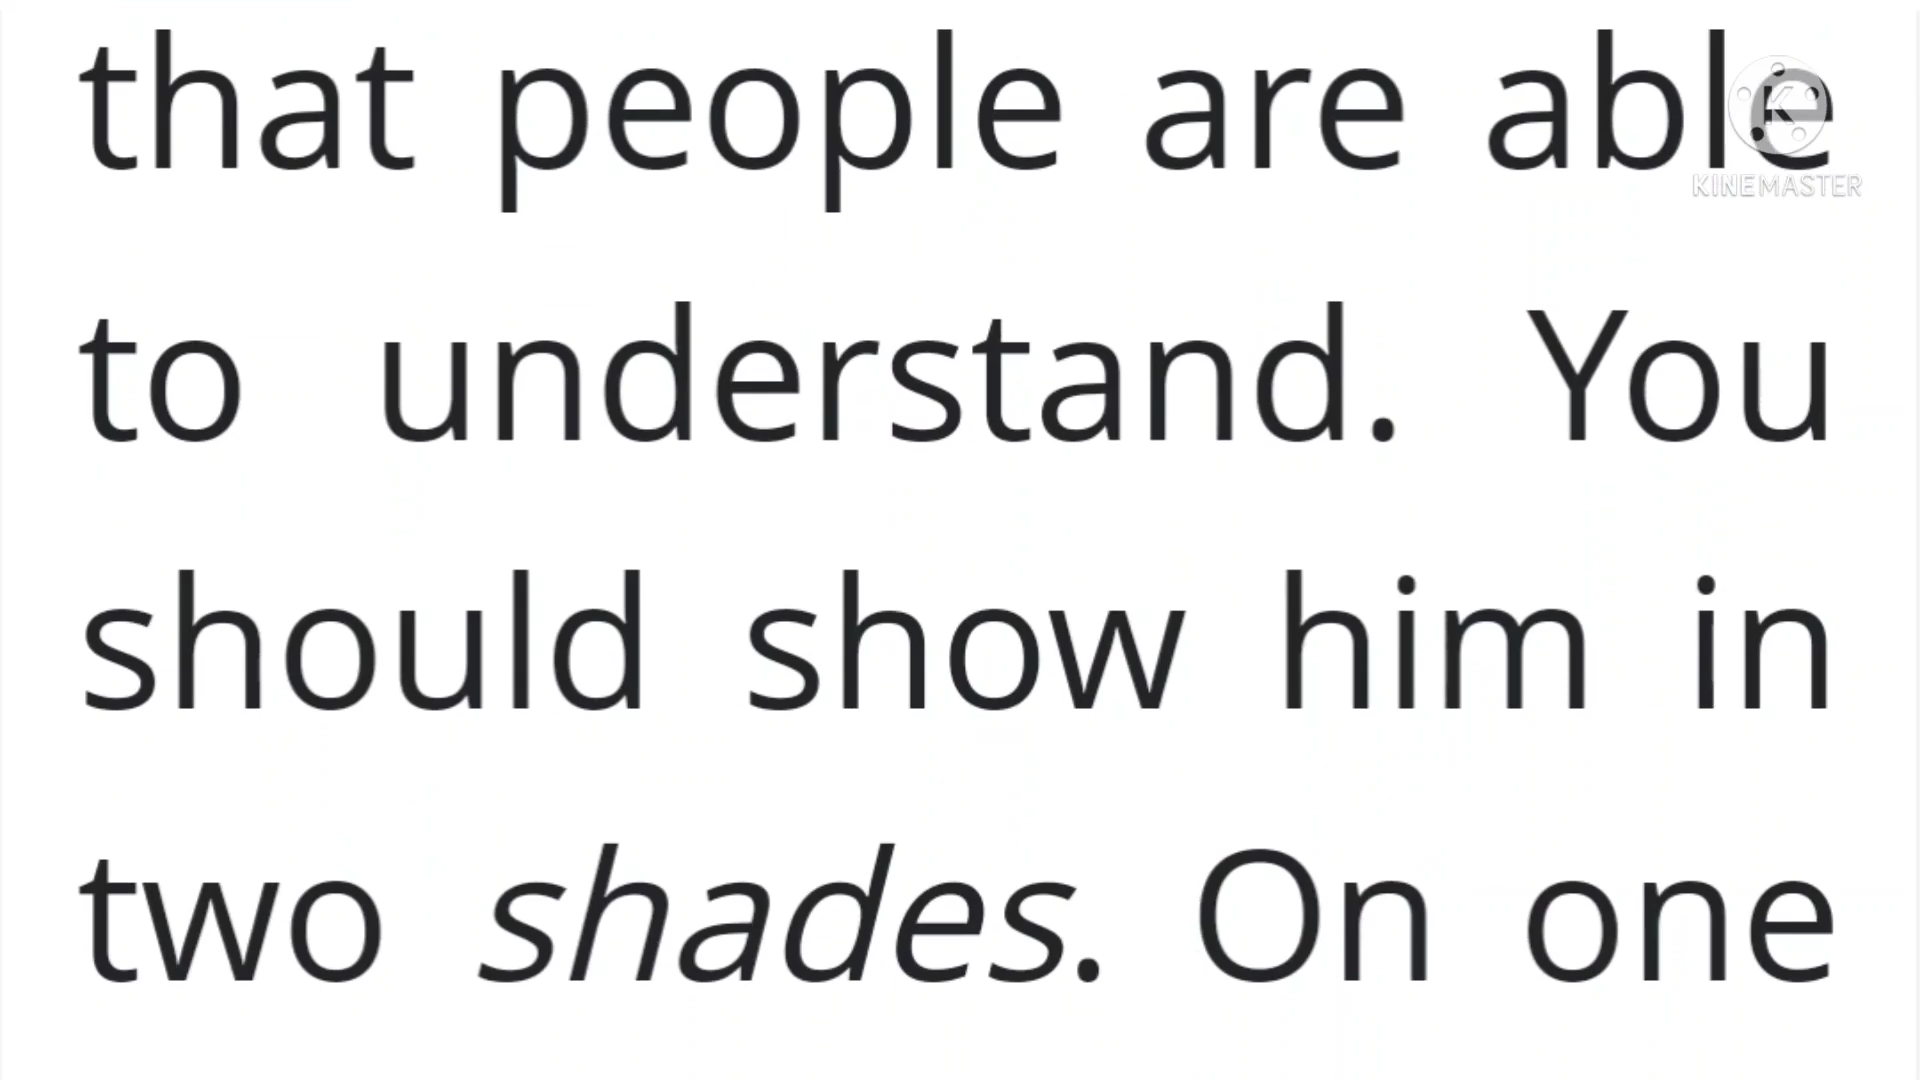 that people are able
KINEMASTER
to understand. You
should show him in
two shades. On one